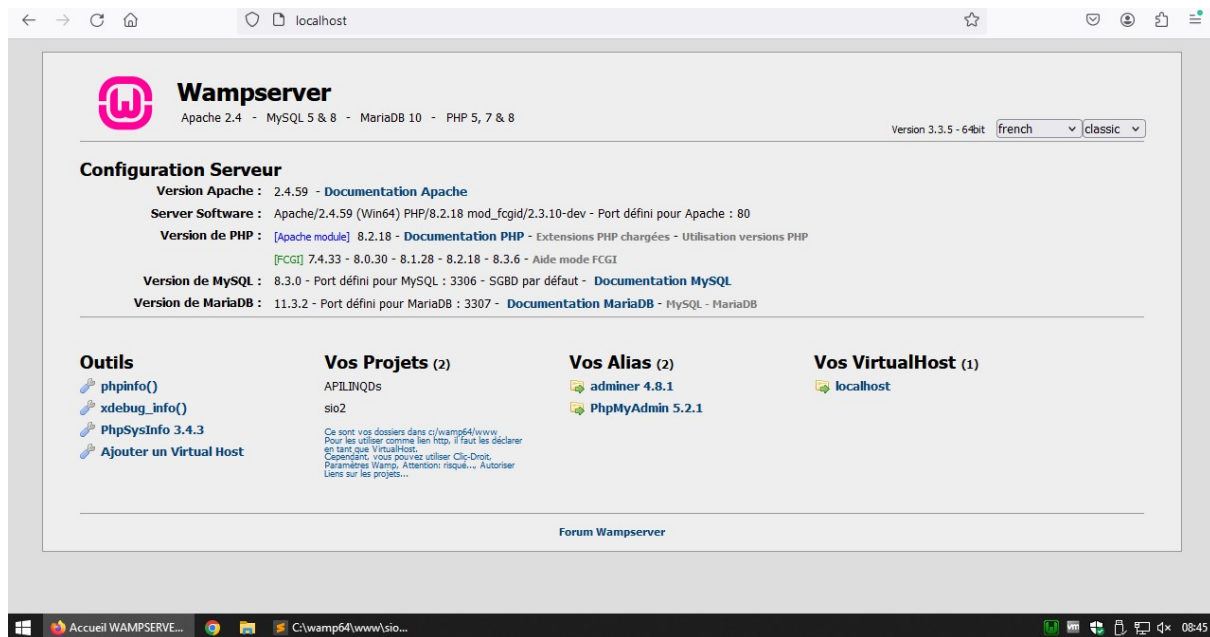 localhost
Wampserver
Apache 2.4 - MySQL 5 & 8 - MariaDB 10 - PHP 5, 7 & 8
Version 3.3.5 - 64bit french classic
Configuration Serveur
Version Apache : 2.4.59 - Documentation Apache
Server Software : Apache/2.4.59 (Win64) PHP/8.2.18 mod_fcgid/2.3.10-dev - Port défini pour Apache : 80
Version de PHP : [Apache module] 8.2.18 - Documentation PHP - Extensions PHP chargées - Utilisation versions PHP
[FCGI] 7.4.33 - 8.0.30 - 8.1.28 - 8.2.18 - 8.3.6 - Aide mode FCGI
Version de MySQL : 8.3.0 - Port défini pour MySQL : 3306 - SGBD par défaut - Documentation MySQL
Version de MariaDB : 11.3.2 - Port défini pour MariaDB : 3307 - Documentation MariaDB - MySQL - MariaDB
Outils
phpinfo()
xdebug_info()
PhpSysInfo 3.4.3
Ajouter un Virtual Host
Vos Projets (2)
APILINQDs
sio2
Ce sont vos dossiers dans c:/wamp64/www
Pour les utiliser comme lien http, il faut les déclarer
en tant que VirtualHost.
Cependant, vous pouvez utiliser Clic-Droit,
Paramètres Wamp, Attention: risqué..., Autoriser
Liens sur les projets...
Vos Alias (2)
adminer 4.8.1
PhpMyAdmin 5.2.1
Vos VirtualHost (1)
localhost
Forum Wampserver
Accueil WAMPSERVE... C:\wamp64\www\sio... vm 08:45